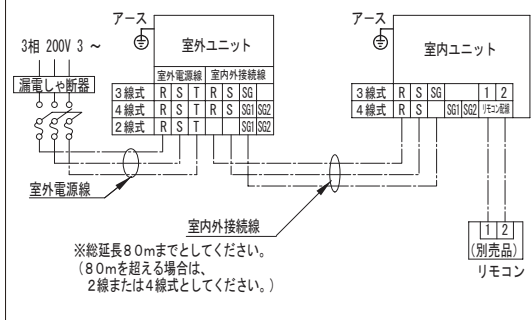 アース
3相 200V 3 ~
漏電しゃ断器
室外ユニット
室外電源線 室内外接続線
3線式 R S T R S SG
4線式 R S T R S SG1 SG2
2線式 R S T SG1 SG2
アース
室内ユニット
3線式 R S SG 1 2
4線式 R S SG1 SG2 リモコン配線
室外電源線
室内外接続線
※総延長80mまでとしてください。
(80mを超える場合は、
2線または4線式としてください。)
1 2
(別売品)
リモコン